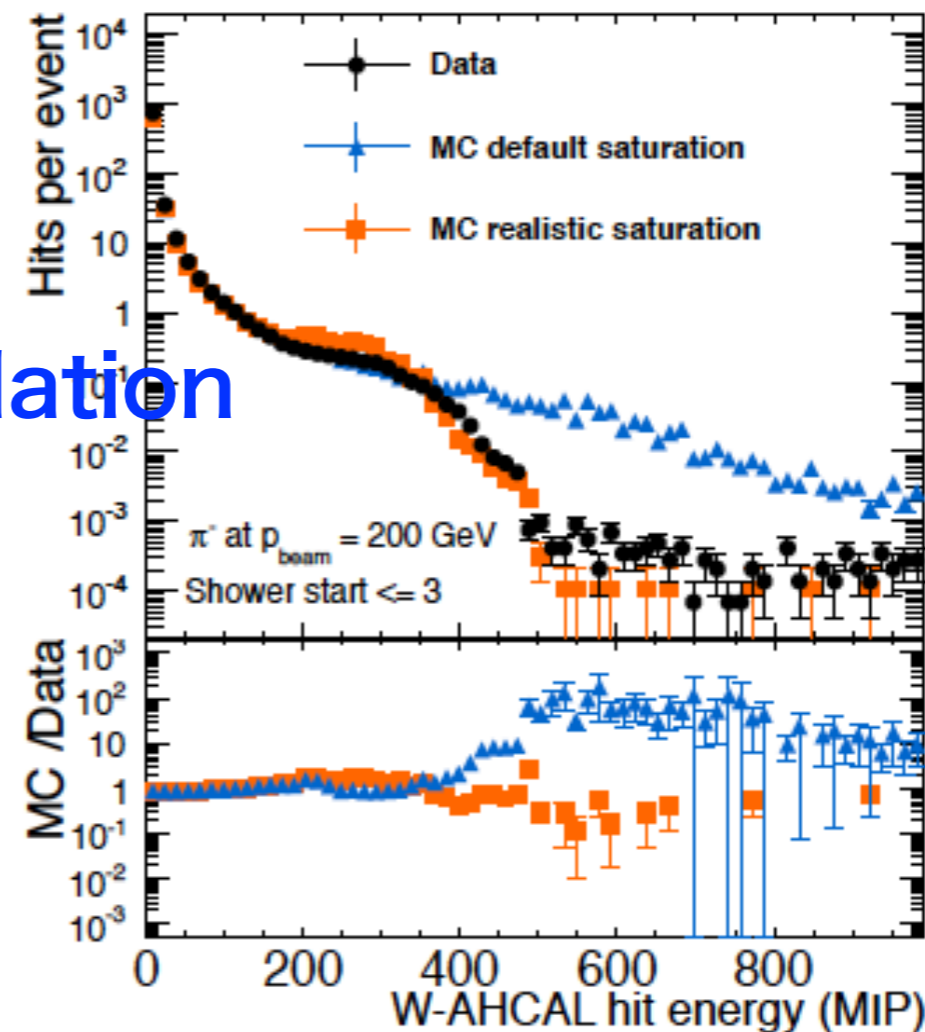 10⁴
10³
10²
10
1
10⁻¹
10⁻²
10⁻³
10⁻⁴
Hits per event
Data
MC default saturation
MC realistic saturation
lation
π⁻ at p_beam = 200 GeV
Shower start <= 3
10³
10²
10
1
10⁻¹
10⁻²
10⁻³
MC /Data
0 200 400 600 800
W-AHCAL hit energy (MIP)